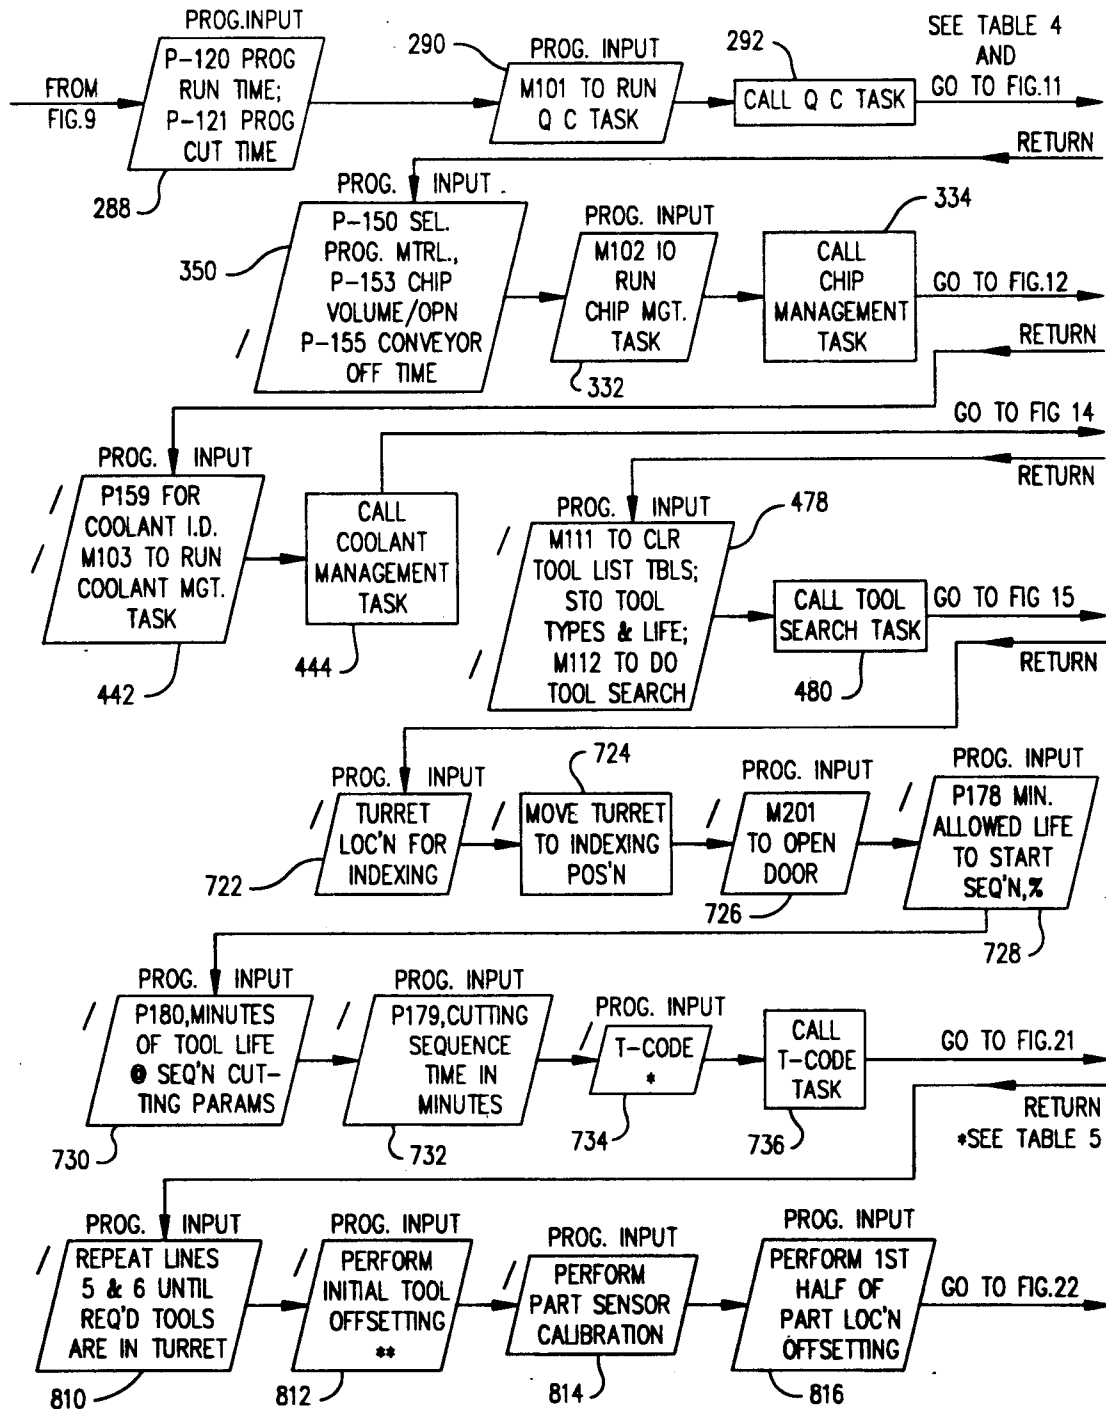 PROG.INPUT
P-120 PROG
RUN TIME;
P-121 PROG
CUT TIME
FROM
FIG.9
288
290
PROG. INPUT
M101 TO RUN
Q C TASK
292
CALL Q C TASK
SEE TABLE 4
AND
GO TO FIG.11
RETURN
PROG. INPUT
350
P-150 SEL.
PROG. MTRL.,
P-153 CHIP
VOLUME/OPN
P-155 CONVEYOR
OFF TIME
PROG. INPUT
M102 IO
RUN
CHIP MGT.
TASK
332
334
CALL
CHIP
MANAGEMENT
TASK
GO TO FIG.12
RETURN
PROG. INPUT
P159 FOR
COOLANT I.D.
M103 TO RUN
COOLANT MGT.
TASK
442
CALL
COOLANT
MANAGEMENT
TASK
444
GO TO FIG 14
RETURN
PROG. INPUT
478
M111 TO CLR
TOOL LIST TBLS;
STO TOOL
TYPES & LIFE;
M112 TO DO
TOOL SEARCH
CALL TOOL
SEARCH TASK
480
GO TO FIG 15
RETURN
PROG. INPUT
TURRET
LOC'N FOR
INDEXING
722
724
MOVE TURRET
TO INDEXING
POS'N
PROG. INPUT
M201
TO OPEN
DOOR
726
PROG. INPUT
P178 MIN.
ALLOWED LIFE
TO START
SEQ'N,%
728
PROG. INPUT
P180,MINUTES
OF TOOL LIFE
@ SEQ'N CUT-
TING PARAMS
730
PROG. INPUT
P179,CUTTING
SEQUENCE
TIME IN
MINUTES
732
PROG. INPUT
T-CODE
*
734
CALL
T-CODE
TASK
736
GO TO FIG.21
RETURN
*SEE TABLE 5
PROG. INPUT
REPEAT LINES
5 & 6 UNTIL
REQ'D TOOLS
ARE IN TURRET
810
PROG. INPUT
PERFORM
INITIAL TOOL
OFFSETTING
**
812
PROG. INPUT
PERFORM
PART SENSOR
CALIBRATION
814
PROG. INPUT
PERFORM 1ST
HALF OF
PART LOC'N
OFFSETTING
816
GO TO FIG.22